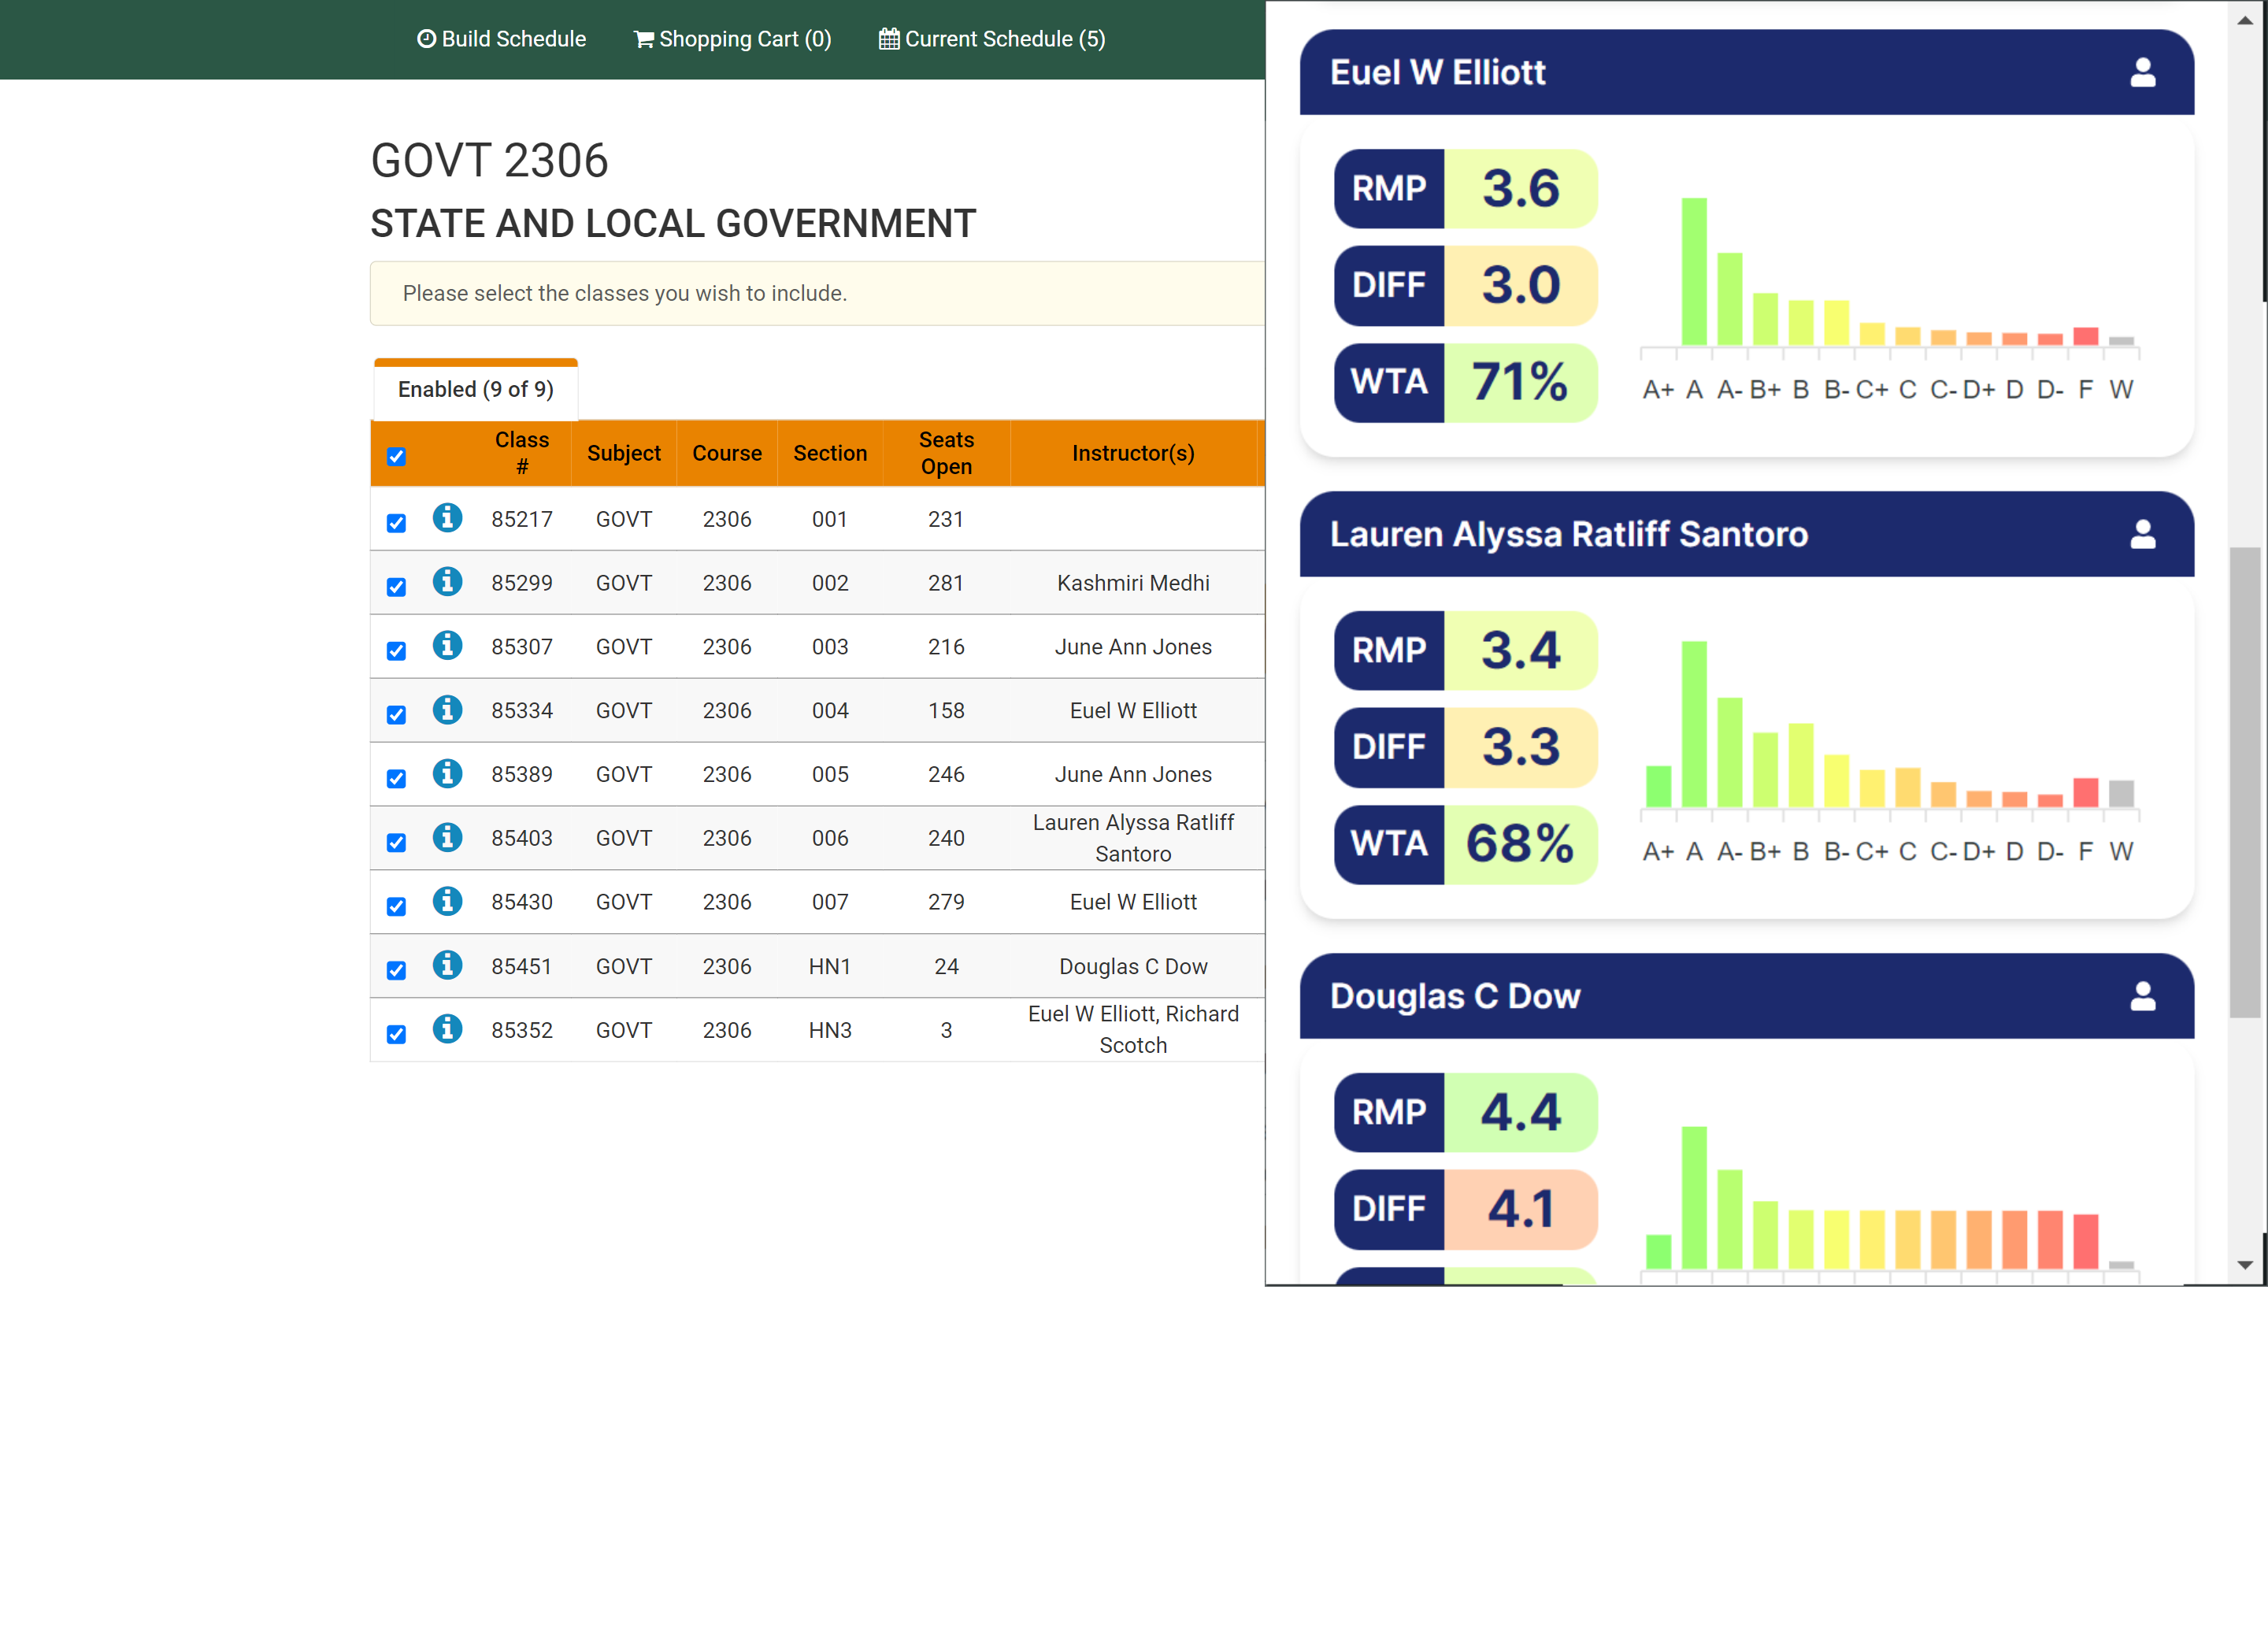 Build Schedule Shopping Cart (0) Current Schedule (5)
GOVT 2306
STATE AND LOCAL GOVERNMENT
Please select the classes you wish to include.
Enabled (9 of 9)
Class # Subject Course Section Seats Open Instructor(s)
85217 GOVT 2306 001 231
85299 GOVT 2306 002 281 Kashmiri Medhi
85307 GOVT 2306 003 216 June Ann Jones
85334 GOVT 2306 004 158 Euel W Elliott
85389 GOVT 2306 005 246 June Ann Jones
85403 GOVT 2306 006 240 Lauren Alyssa Ratliff Santoro
85430 GOVT 2306 007 279 Euel W Elliott
85451 GOVT 2306 HN1 24 Douglas C Dow
85352 GOVT 2306 HN3 3 Euel W Elliott, Richard Scotch
Euel W Elliott
RMP 3.6
DIFF 3.0
WTA 71%
A+ A A- B+ B B- C+ C C- D+ D D- F W
Lauren Alyssa Ratliff Santoro
RMP 3.4
DIFF 3.3
WTA 68%
A+ A A- B+ B B- C+ C C- D+ D D- F W
Douglas C Dow
RMP 4.4
DIFF 4.1